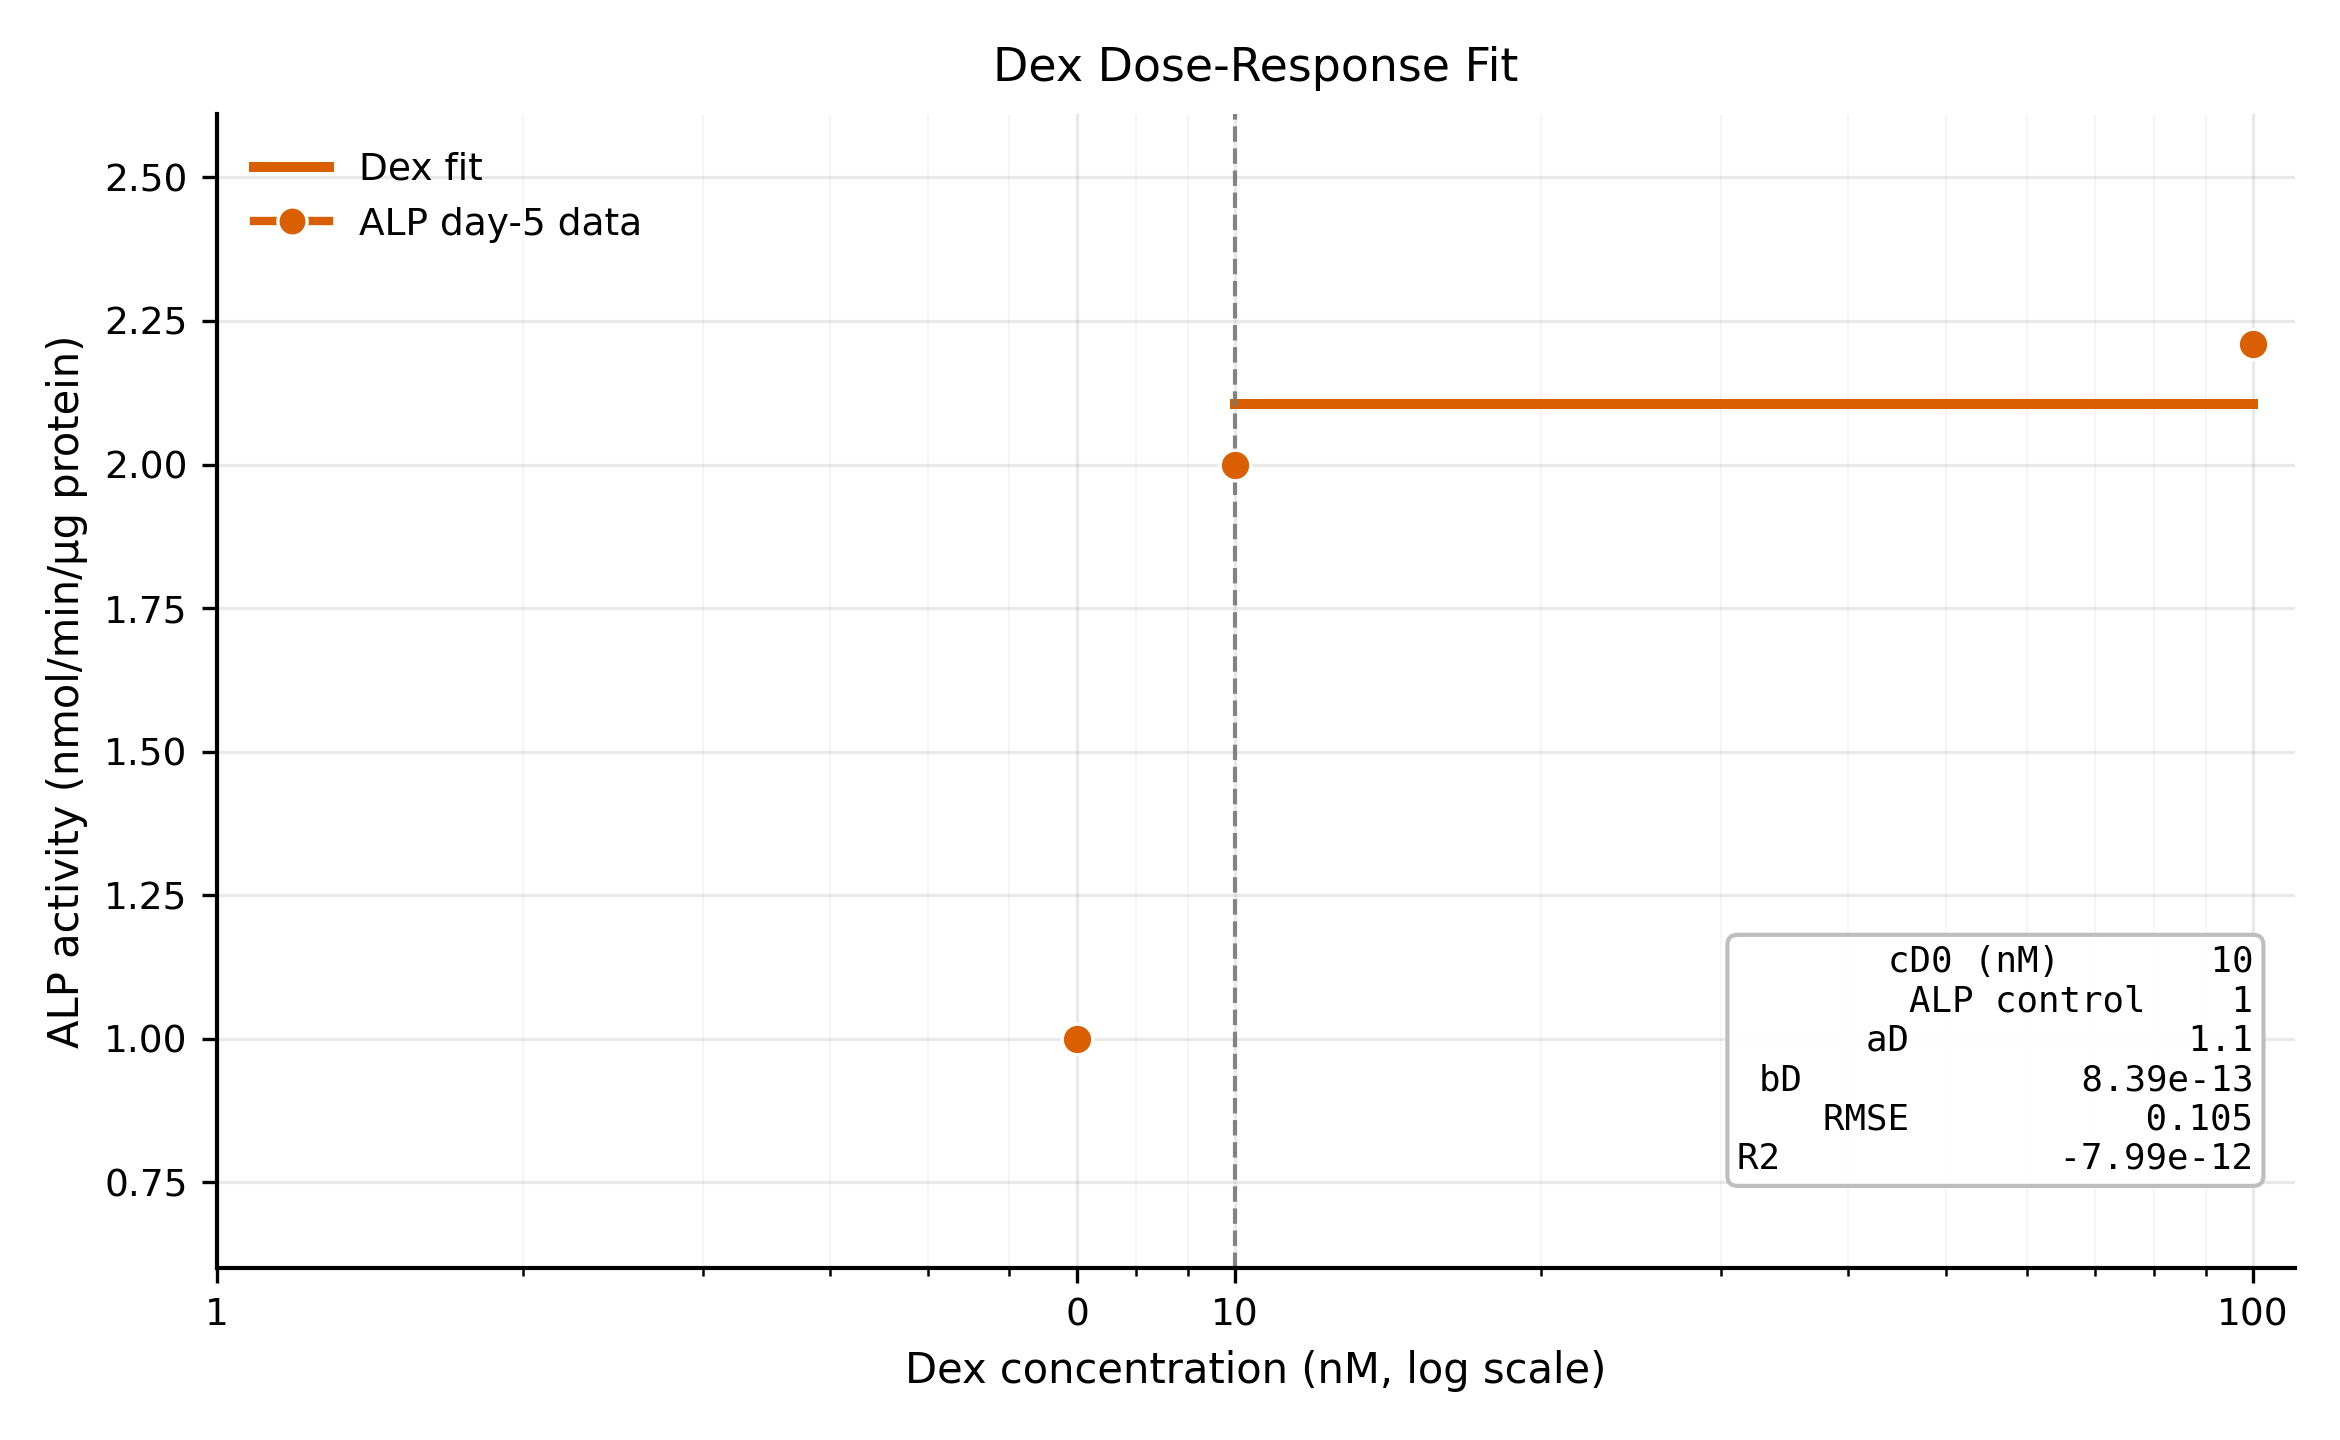 Dex Dose-Response Fit
Dex fit
ALP day-5 data
ALP activity (nmol/min/µg protein)
2.50
2.25
2.00
1.75
1.50
1.25
1.00
0.75
cD0 (nM) 10
ALP control 1
aD 1.1
bD 8.39e-13
RMSE 0.105
R2 -7.99e-12
1 0 10 100
Dex concentration (nM, log scale)